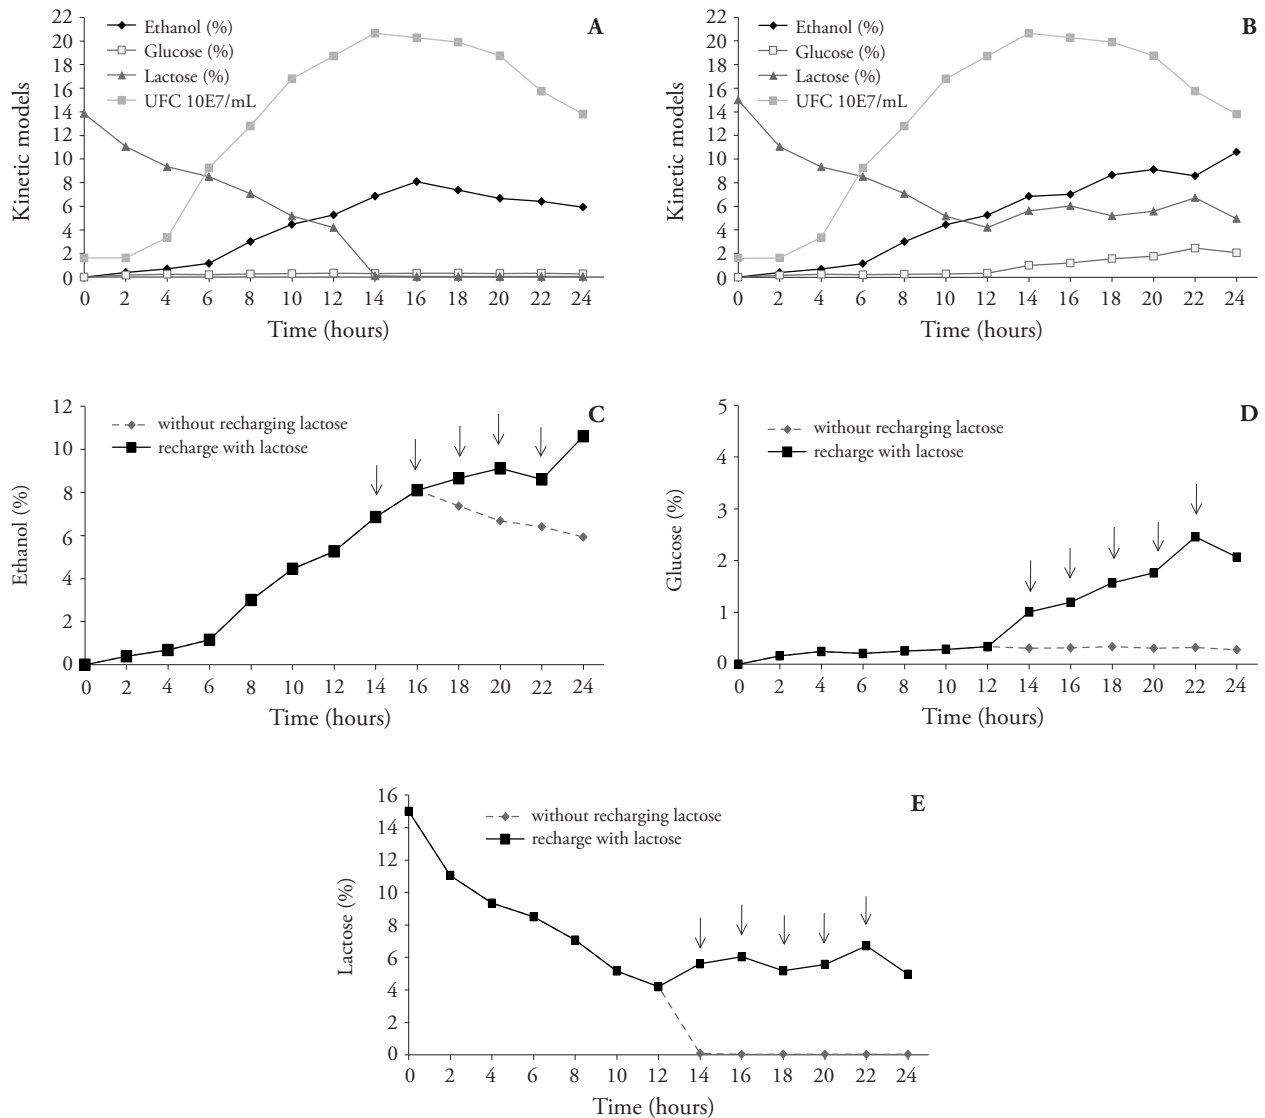 A
Ethanol (%)
Glucose (%)
Lactose (%)
UFC 10E7/mL
Kinetic models
22
20
18
16
14
12
10
8
6
4
2
0
0 2 4 6 8 10 12 14 16 18 20 22 24
Time (hours)
B
Ethanol (%)
Glucose (%)
Lactose (%)
UFC 10E7/mL
Kinetic models
22
20
18
16
14
12
10
8
6
4
2
0
0 2 4 6 8 10 12 14 16 18 20 22 24
Time (hours)
C
without recharging lactose
recharge with lactose
Ethanol (%)
12
10
8
6
4
2
0
0 2 4 6 8 10 12 14 16 18 20 22 24
Time (hours)
D
without recharging lactose
recharge with lactose
Glucose (%)
5
4
3
2
1
0
0 2 4 6 8 10 12 14 16 18 20 22 24
Time (hours)
E
without recharging lactose
recharge with lactose
Lactose (%)
16
14
12
10
8
6
4
2
0
0 2 4 6 8 10 12 14 16 18 20 22 24
Time (hours)